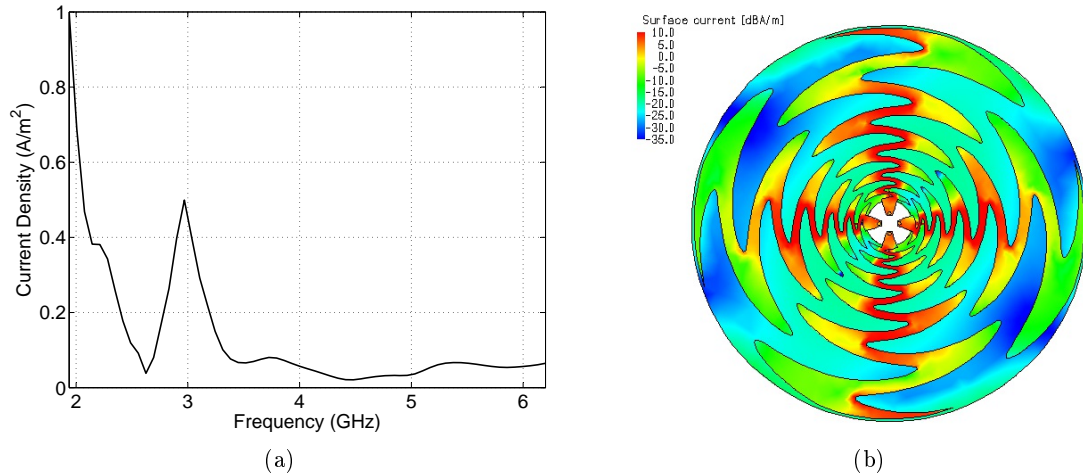 1
0.8
0.6
0.4
0.2
0
Current Density (A/m²)
2 3 4 5 6
Frequency (GHz)
(a)
Surface current [dBA/m]
10.0
5.0
0.0
-5.0
-10.0
-15.0
-20.0
-25.0
-30.0
-35.0
(b)